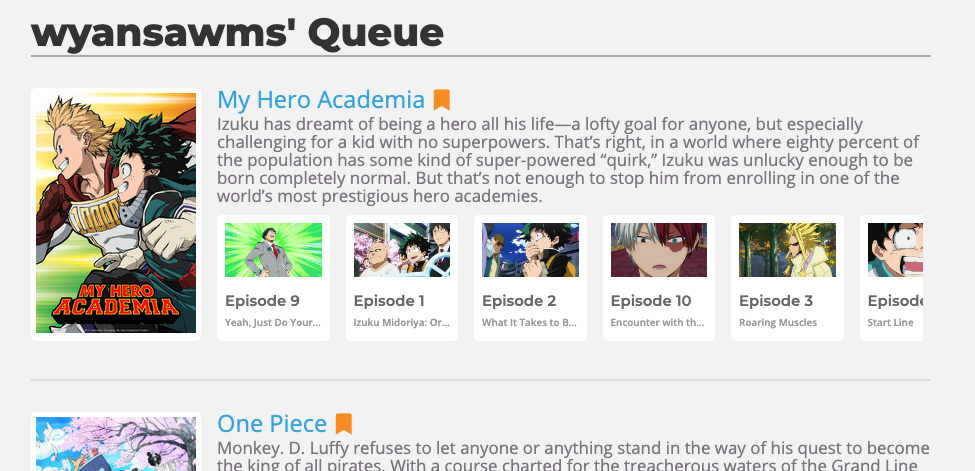 wyansawms' Queue
My Hero Academia
Izuku has dreamt of being a hero all his life—a lofty goal for anyone, but especially
challenging for a kid with no superpowers. That’s right, in a world where eighty percent of
the population has some kind of super-powered “quirk,” Izuku was unlucky enough to be
born completely normal. But that’s not enough to stop him from enrolling in one of the
world’s most prestigious hero academies.
MY HERO
ACADEMIA
Episode 9
Yeah, Just Do Your...
Episode 1
Izuku Midoriya: Or...
Episode 2
What It Takes to B...
Episode 10
Encounter with th...
Episode 3
Roaring Muscles
Episode
Start Line
One Piece
Monkey. D. Luffy refuses to let anyone or anything stand in the way of his quest to become
the king of all pirates. With a course charted for the treacherous waters of the Grand Line